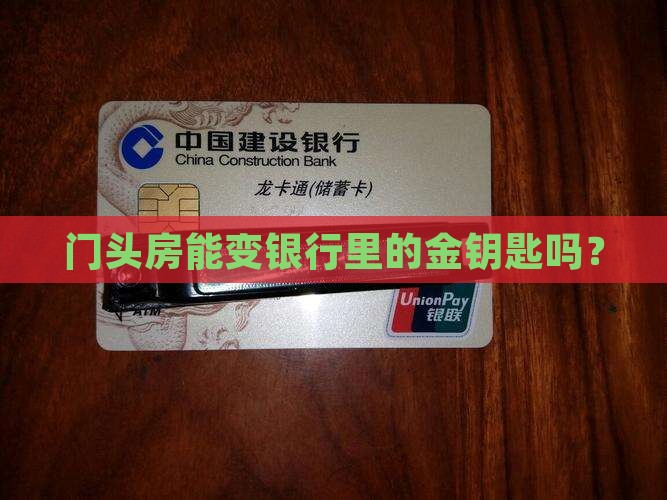 中国建设银行
China Construction Bank
龙卡通(储蓄卡)
门头房能变银行里的金钥匙吗？
ATM
UnionPay
银联